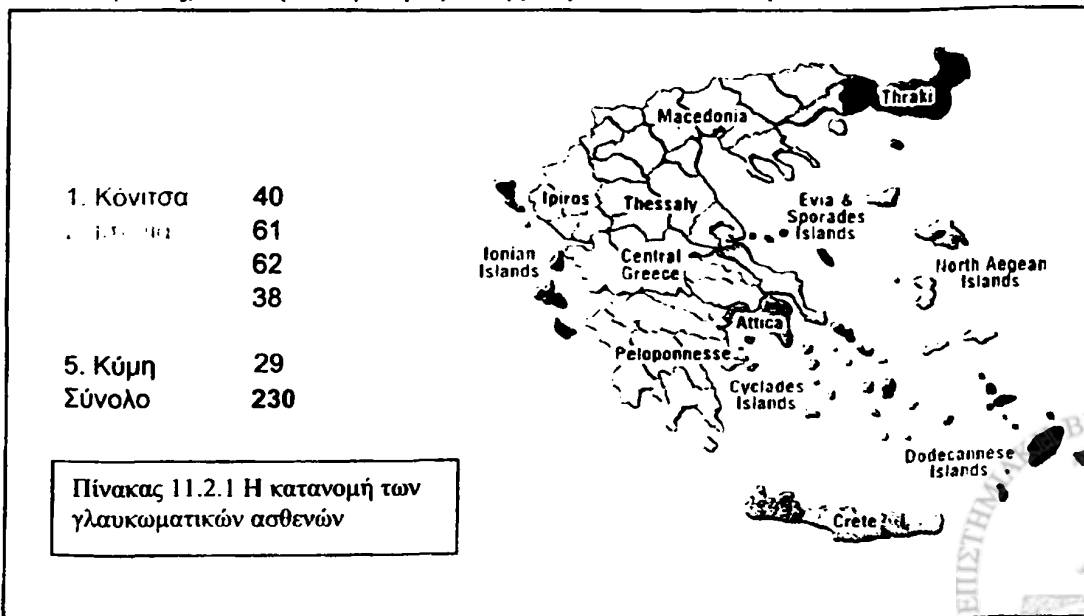 1. Κόνιτσα 40
61
62
38
5. Κύμη 29
Σύνολο 230
Πίνακας 11.2.1 Η κατανομή των
γλαυκωματικών ασθενών
Thraki
Macedonia
Ipiros
Thessaly
Evia &
Sporades
Islands
Ionian
Islands
Central
Greece
North Aegean
Islands
Attica
Peloponnesse
Cyclades
Islands
Dodecannese
Islands
Crete